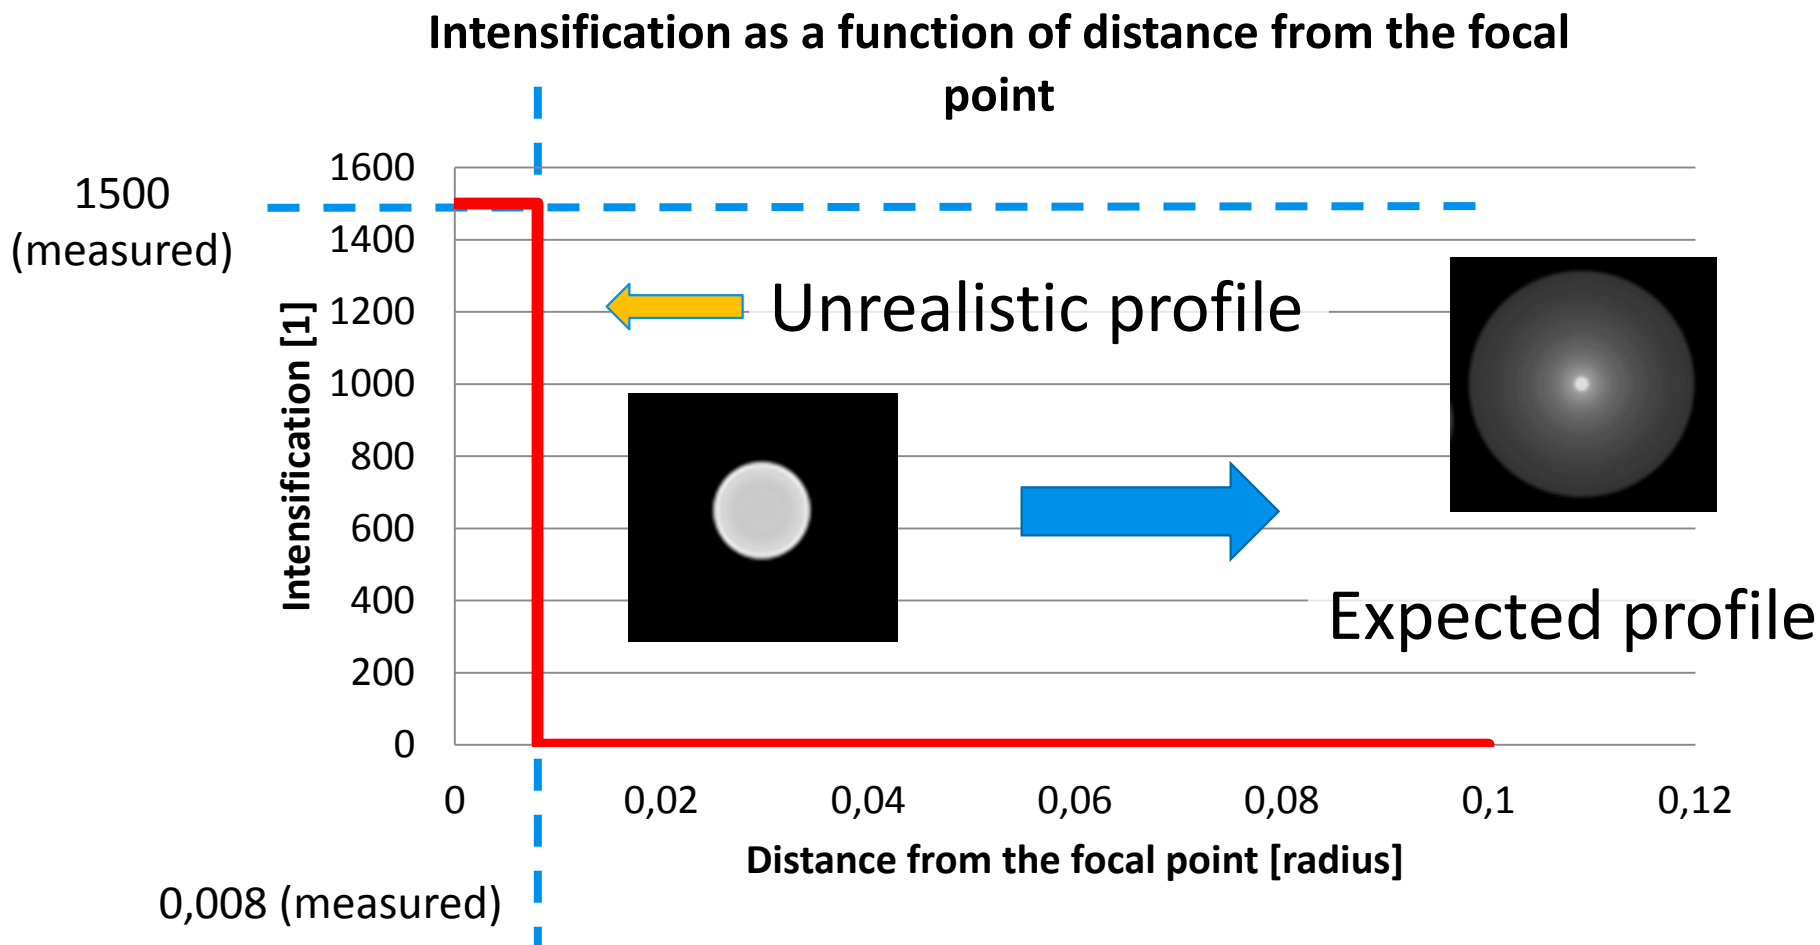 Intensification as a function of distance from the focal
point
1500
(measured)
Intensification [1]
1600
1400
1200
1000
800
600
400
200
0
Unrealistic profile
Expected profile
0
0,02
0,04
0,06
0,08
0,1
0,12
Distance from the focal point [radius]
0,008 (measured)